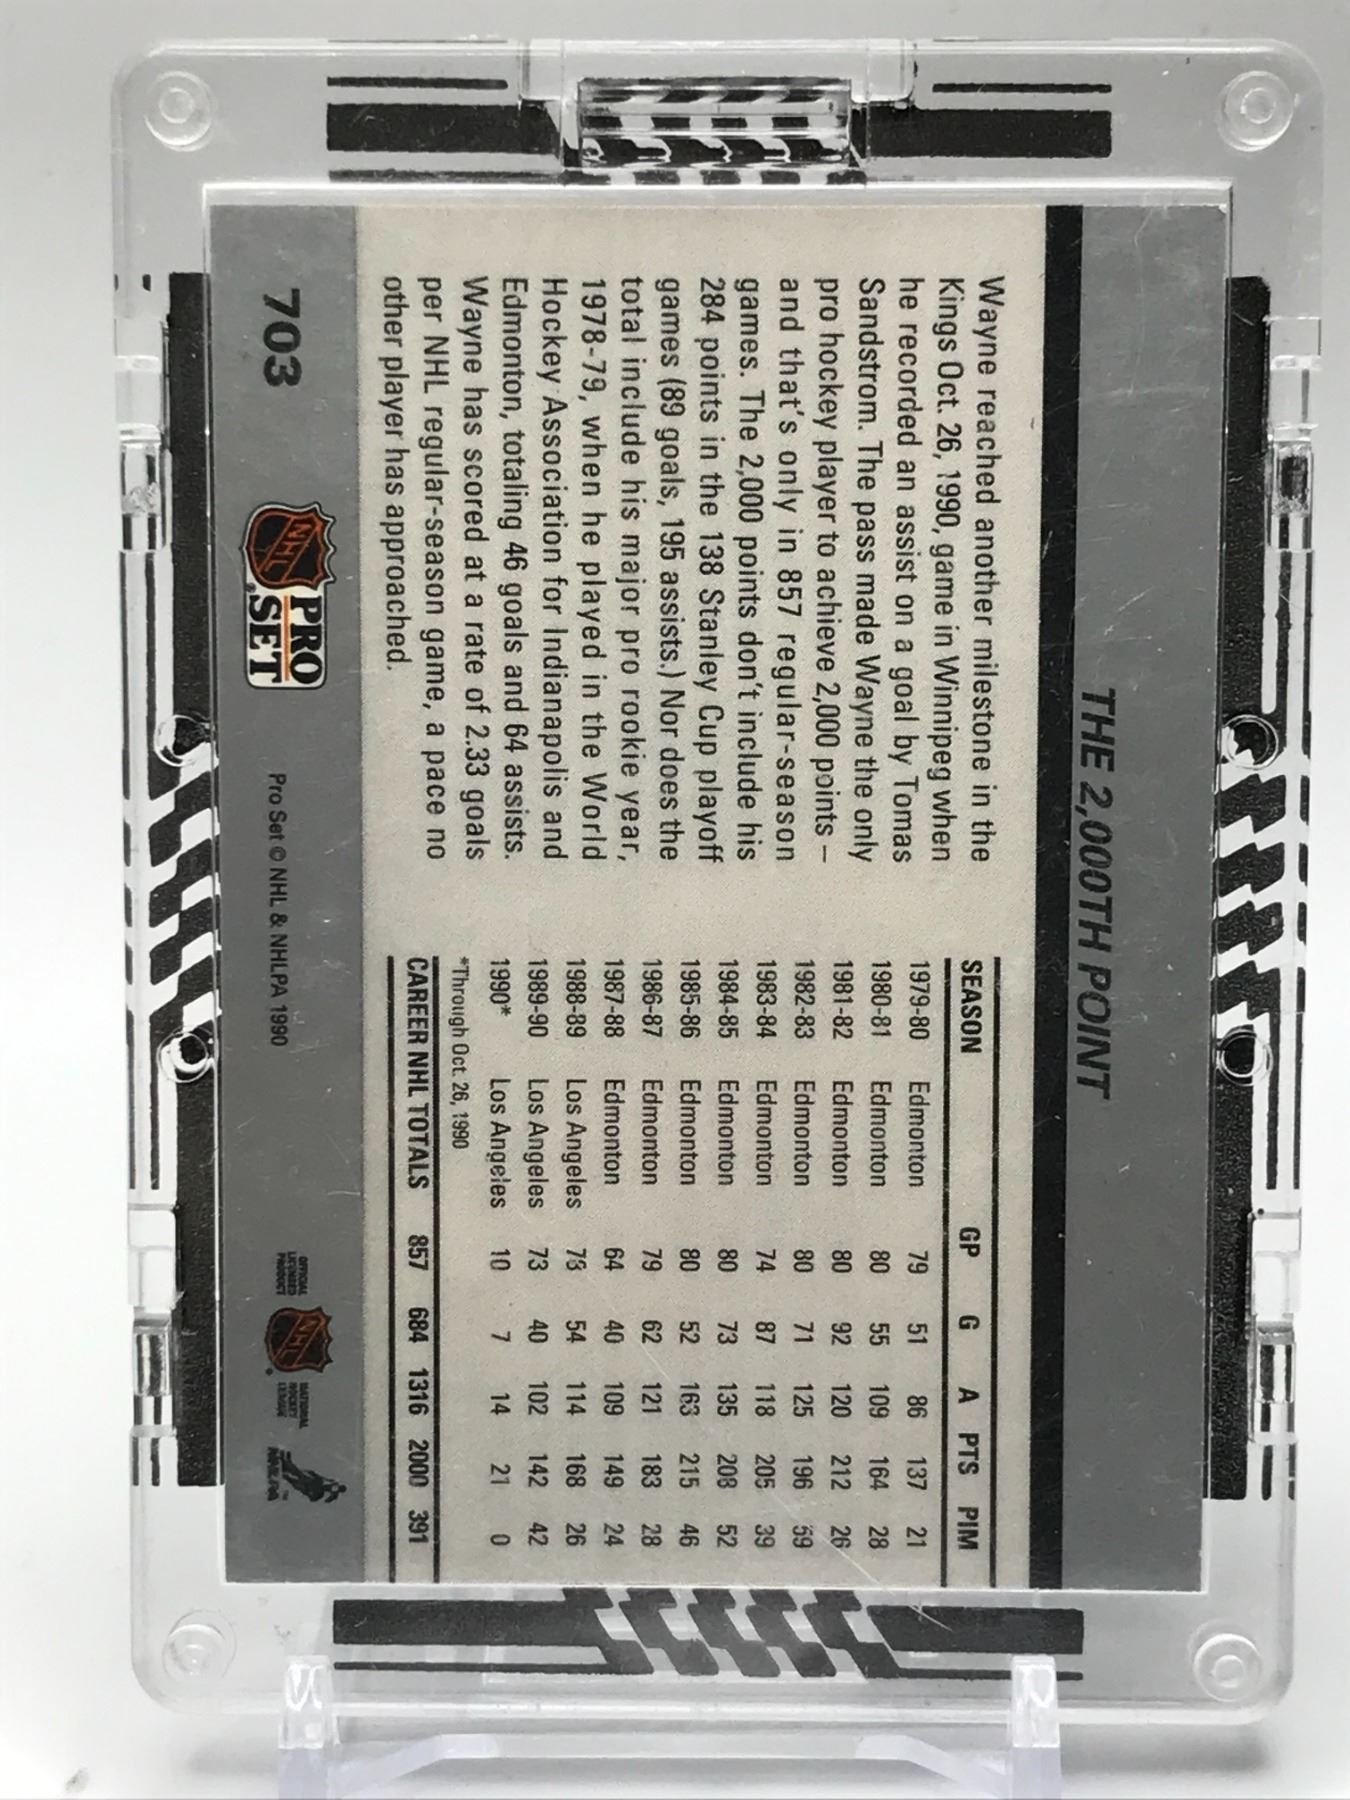 THE 2,000TH POINT
Wayne reached another milestone in the
Kings Oct. 26, 1990, game in Winnipeg when
he recorded an assist on a goal by Tomas
Sandstrom. The pass made Wayne the only
pro hockey player to achieve 2,000 points –
and that's only in 857 regular-season
games. The 2,000 points don't include his
284 points in the 138 Stanley Cup playoff
games (89 goals, 195 assists.) Nor does the
total include his major pro rookie year,
1978-79, when he played in the World
Hockey Association for Indianapolis and
Edmonton, totaling 46 goals and 64 assists.
Wayne has scored at a rate of 2.33 goals
per NHL regular-season game, a pace no
other player has approached.
SEASON GP G A PTS PIM
1979-80 Edmonton 79 51 86 137 21
1980-81 Edmonton 80 55 109 164 28
1981-82 Edmonton 80 92 120 212 26
1982-83 Edmonton 80 71 125 196 59
1983-84 Edmonton 74 87 118 205 39
1984-85 Edmonton 80 73 135 208 52
1985-86 Edmonton 80 52 163 215 46
1986-87 Edmonton 79 62 121 183 28
1987-88 Edmonton 64 40 109 149 24
1988-89 Los Angeles 78 54 114 168 26
1989-90 Los Angeles 73 40 102 142 42
1990* Los Angeles 10 7 14 21 0
*Through Oct. 26, 1990
CAREER NHL TOTALS 857 684 1316 2000 391
703
NHL
PRO
SET
Pro Set © NHL & NHLPA 1990
OFFICIAL
LICENSED
PRODUCT
NHL
NATIONAL
HOCKEY
LEAGUE